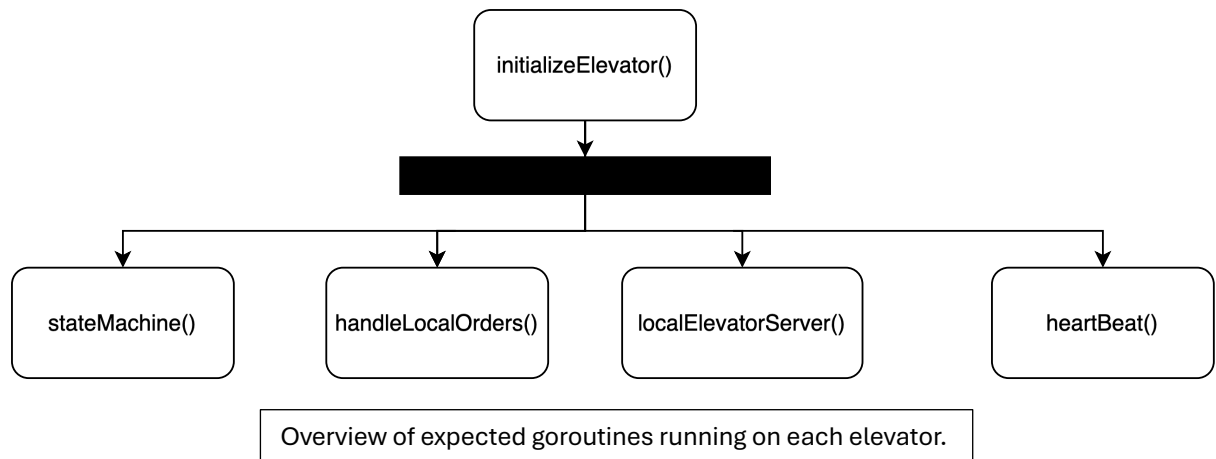 initializeElevator()
stateMachine()
handleLocalOrders()
localElevatorServer()
heartBeat()
Overview of expected goroutines running on each elevator.